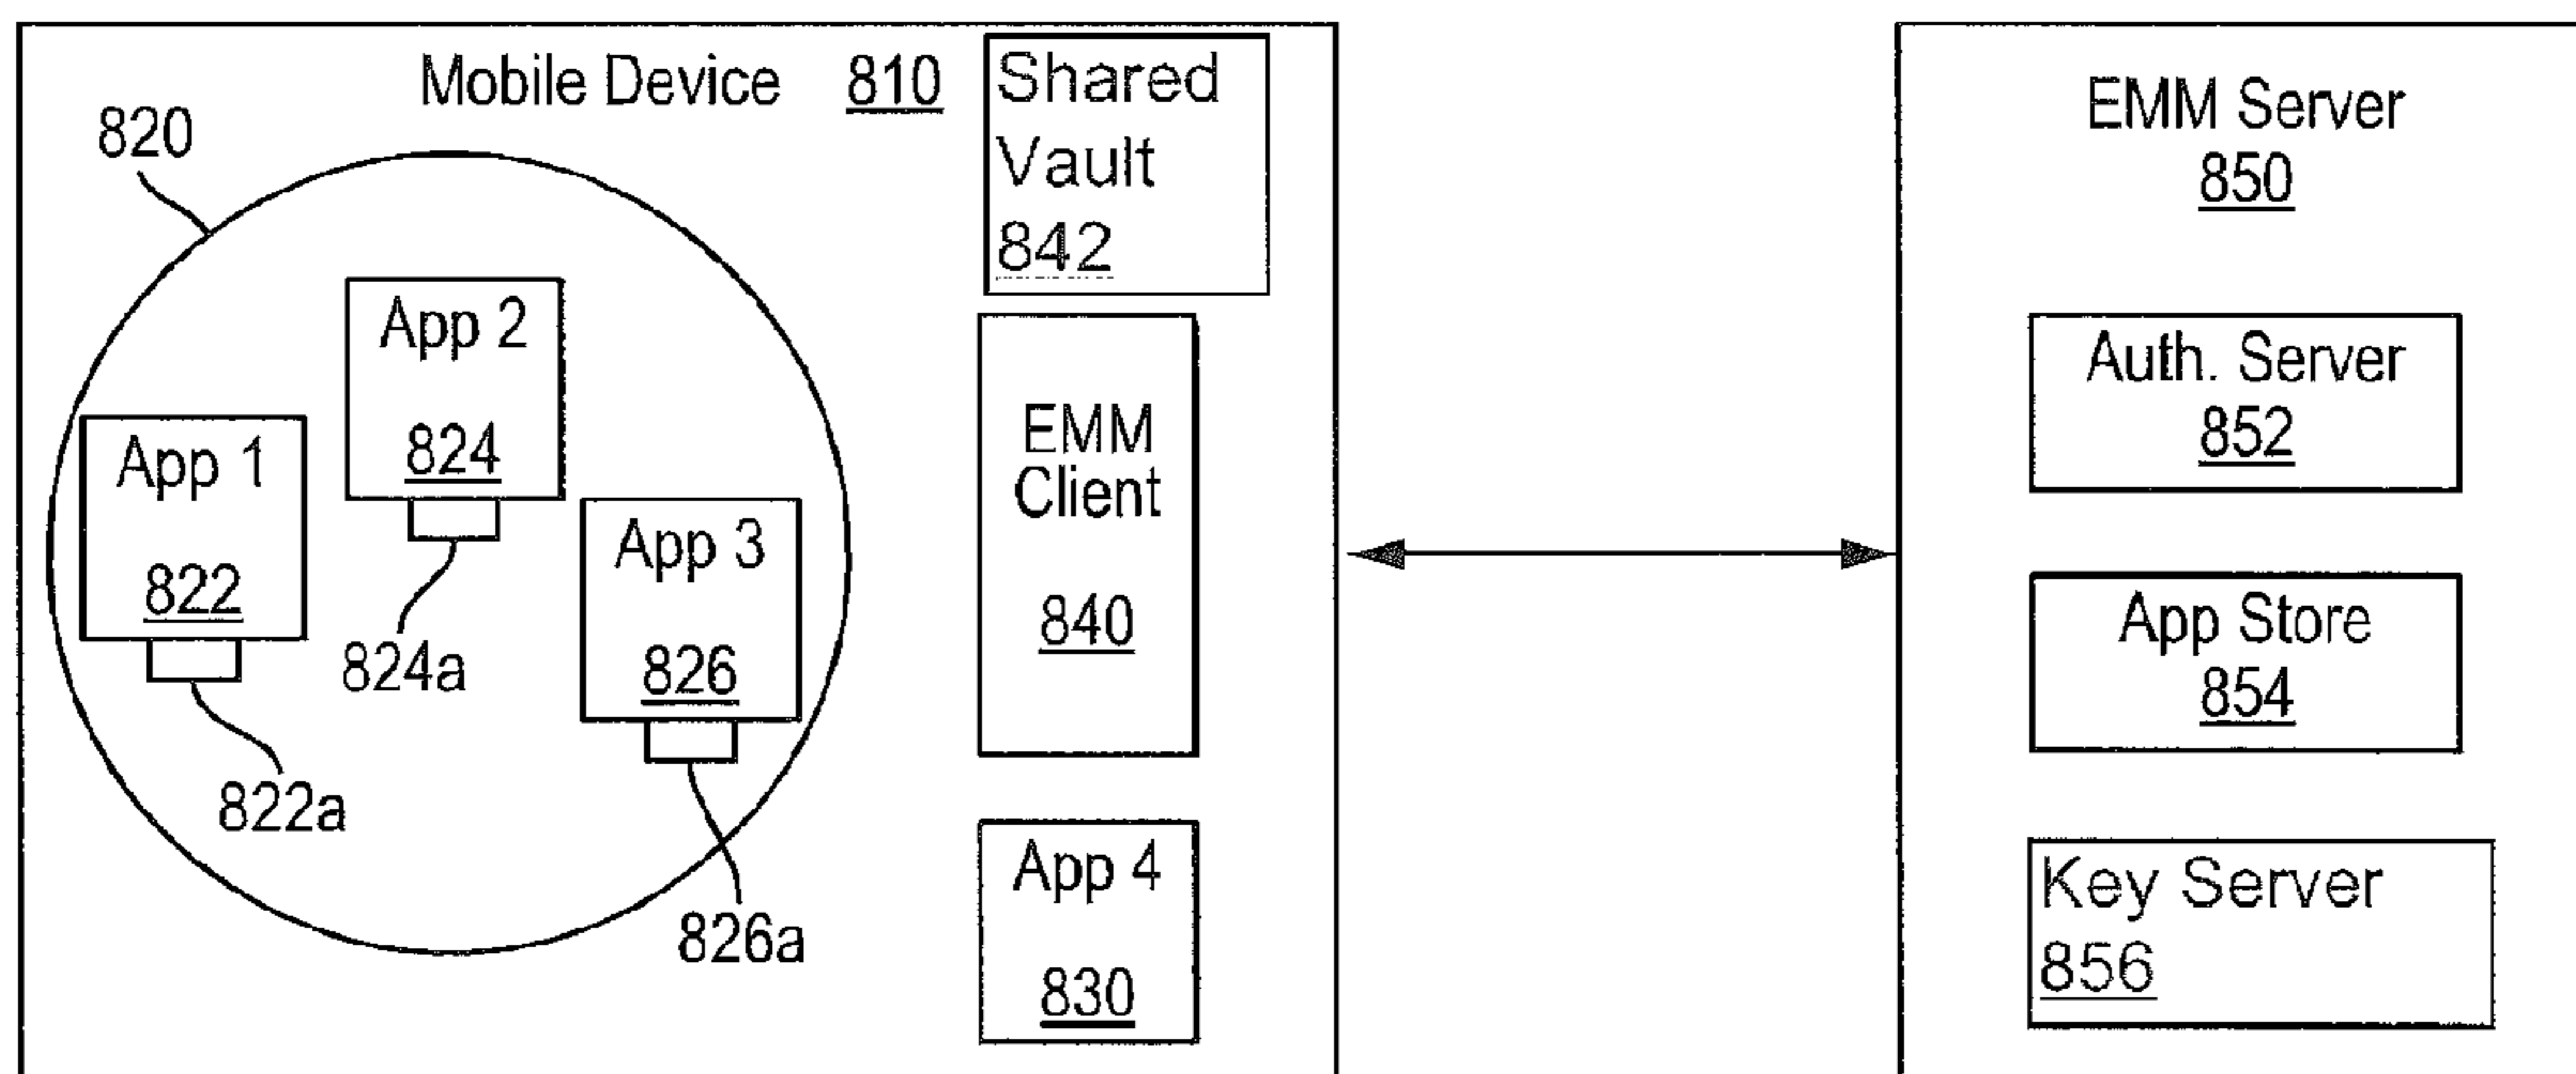 Mobile Device 810
820
Shared
Vault
842
App 1
822
822a
App 2
824
824a
App 3
826
826a
EMM
Client
840
App 4
830
EMM Server
850
Auth. Server
852
App Store
854
Key Server
856